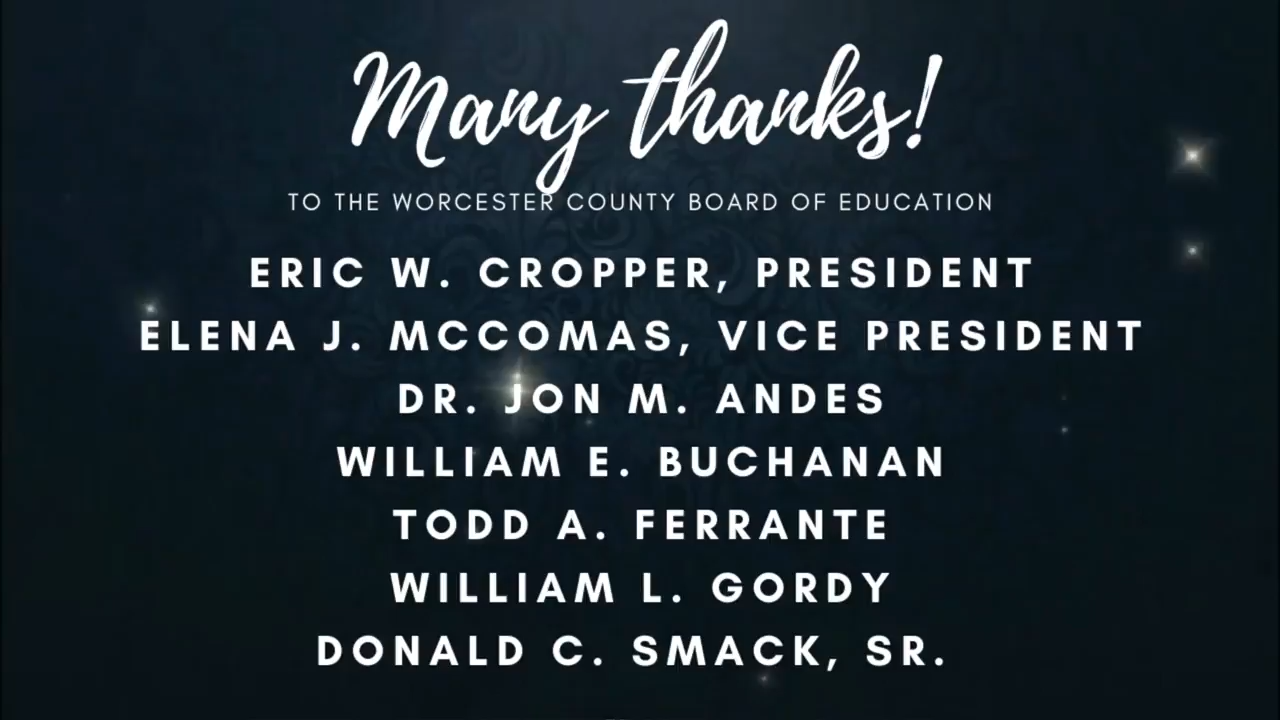 Many thanks!
TO THE WORCESTER COUNTY BOARD OF EDUCATION
ERIC W. CROPPER, PRESIDENT
ELENA J. MCCOMAS, VICE PRESIDENT
DR. JON M. ANDES
WILLIAM E. BUCHANAN
TODD A. FERRANTE
WILLIAM L. GORDY
DONALD C. SMACK, SR.